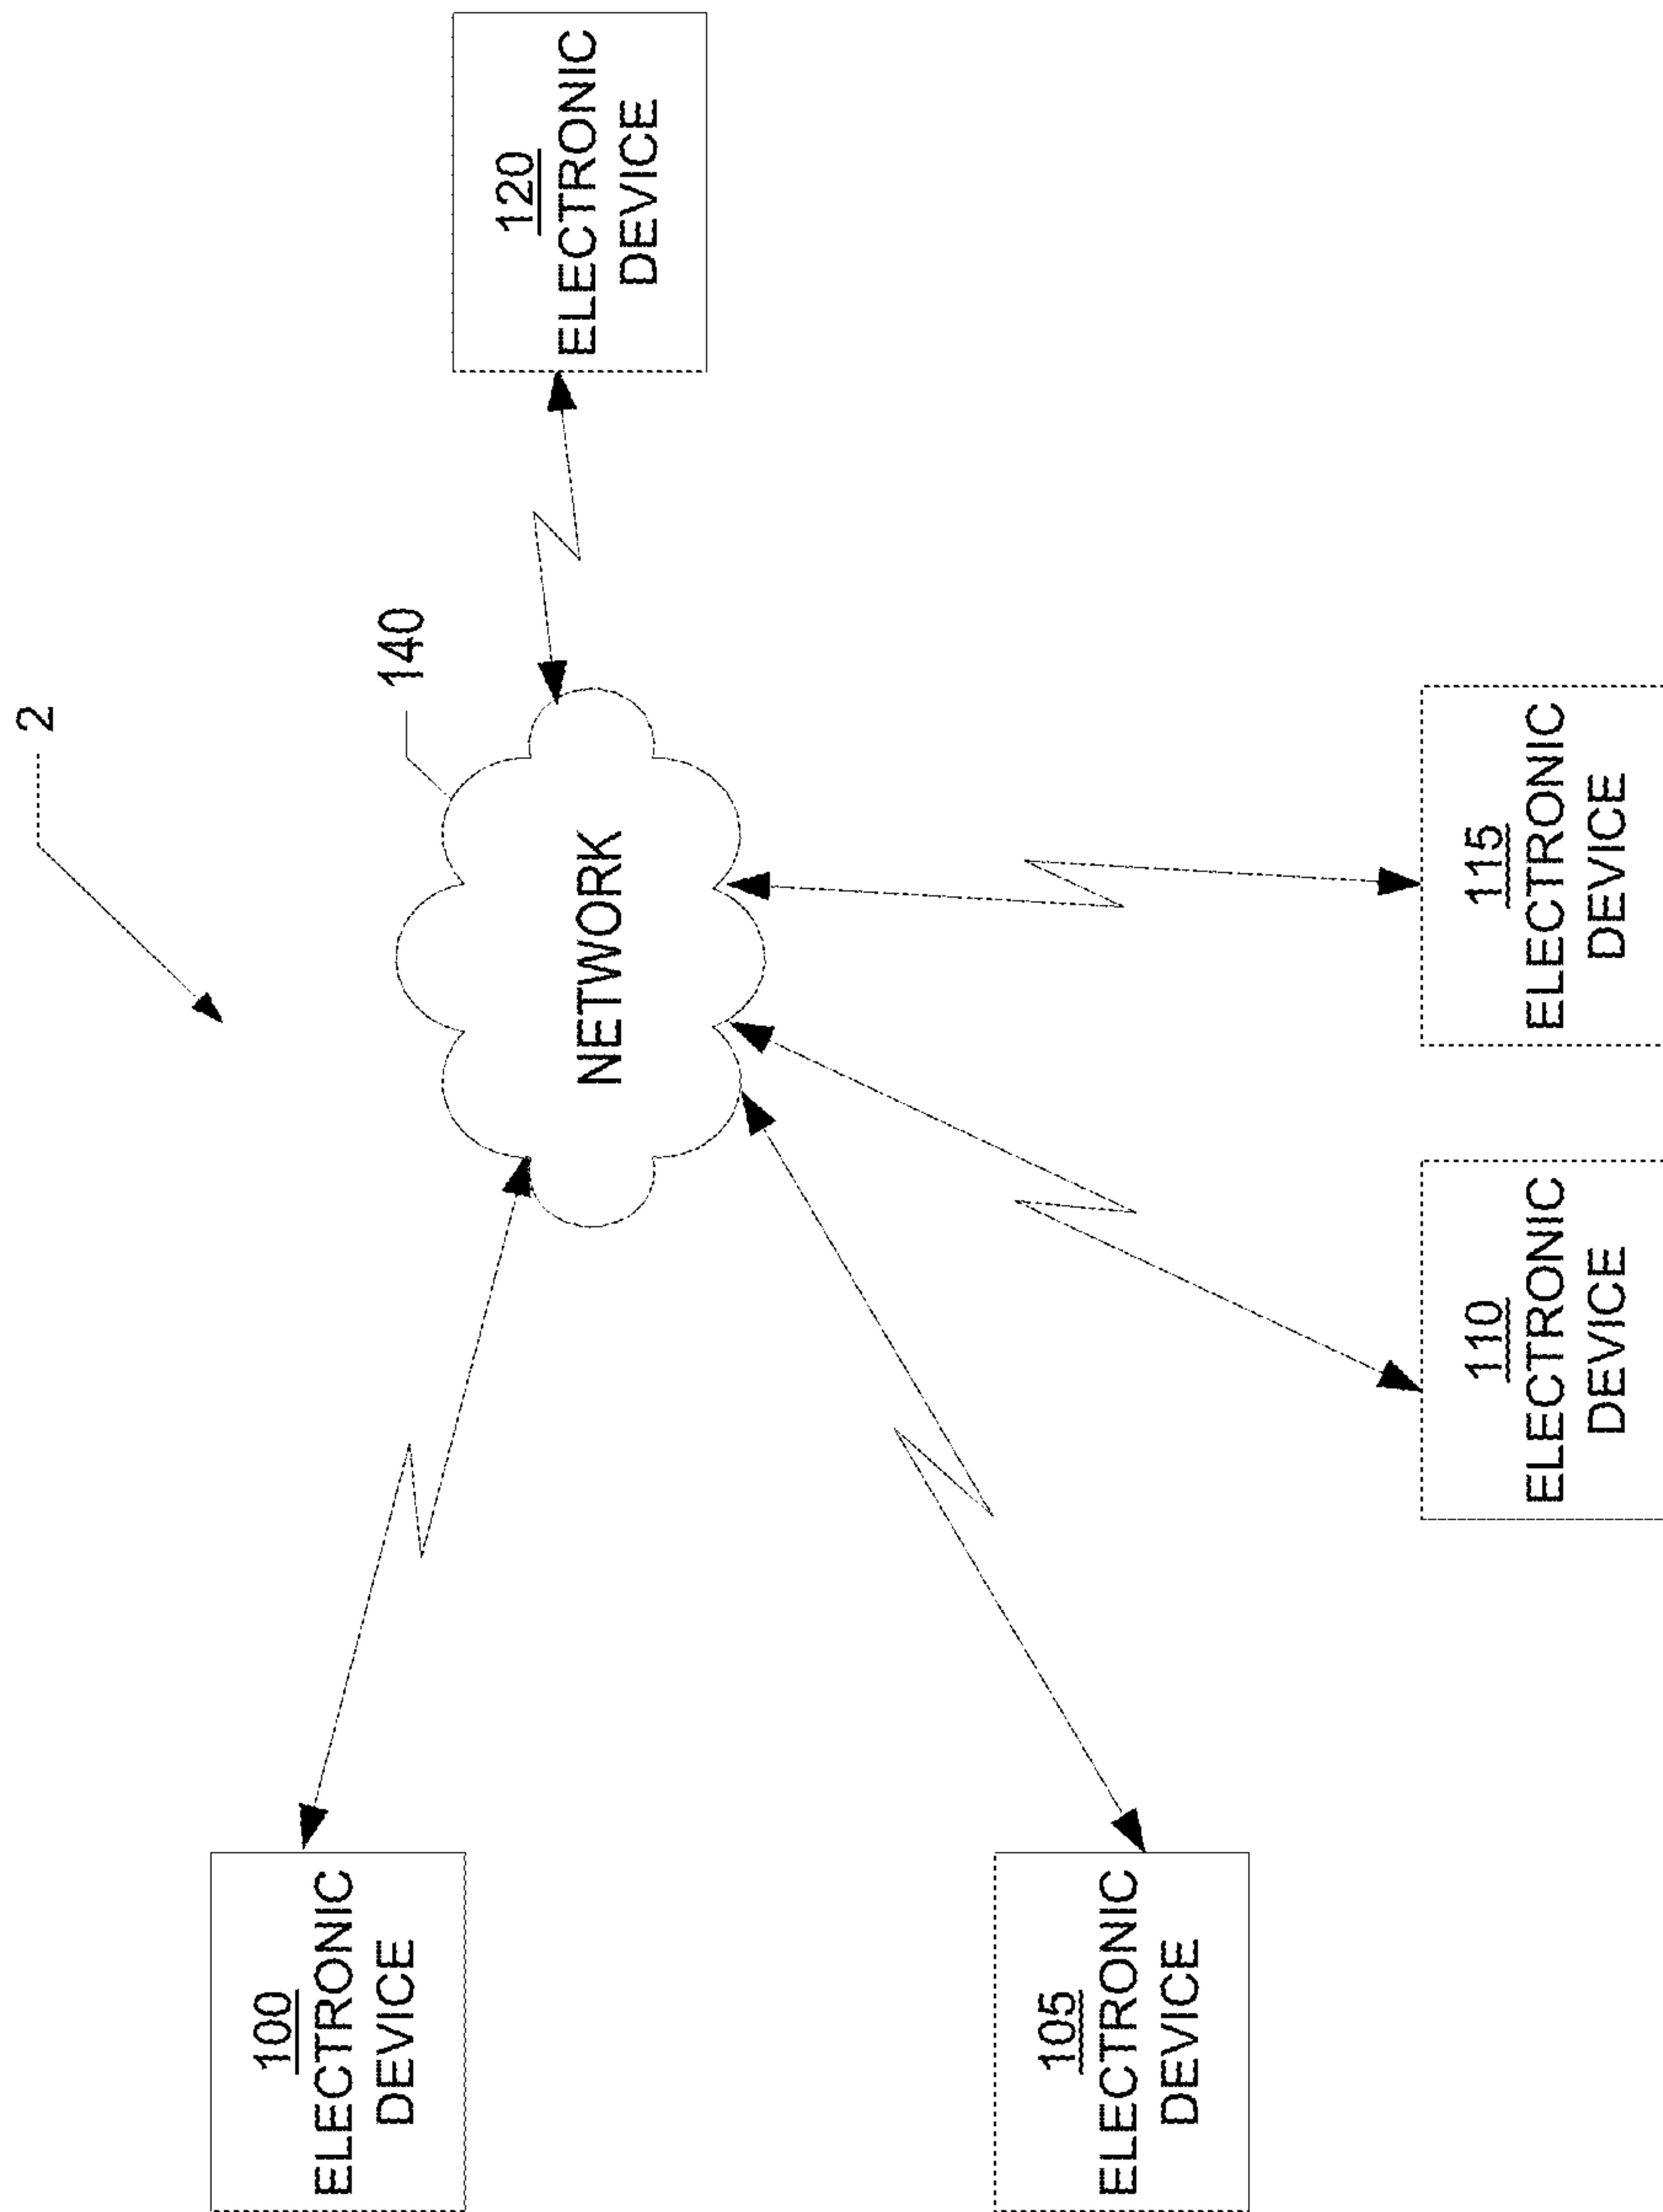 2
140
NETWORK
100
ELECTRONIC
DEVICE
105
ELECTRONIC
DEVICE
110
ELECTRONIC
DEVICE
115
ELECTRONIC
DEVICE
120
ELECTRONIC
DEVICE